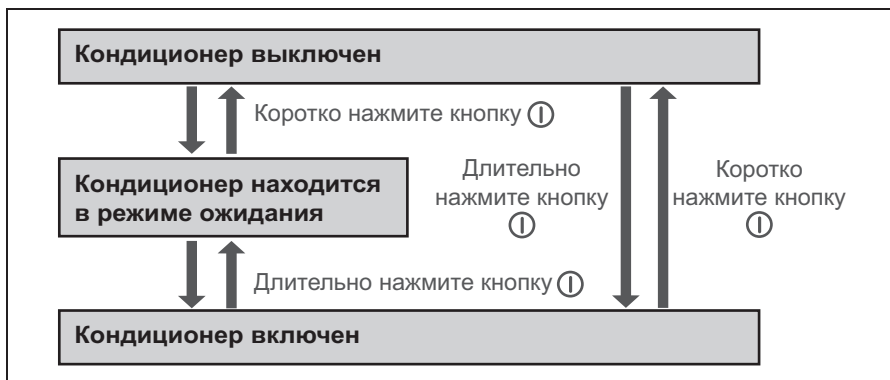 Кондиционер выключен
Коротко нажмите кнопку
Кондиционер находится
в режиме ожидания
Длительно
нажмите кнопку
Коротко
нажмите кнопку
Длительно нажмите кнопку
Кондиционер включен